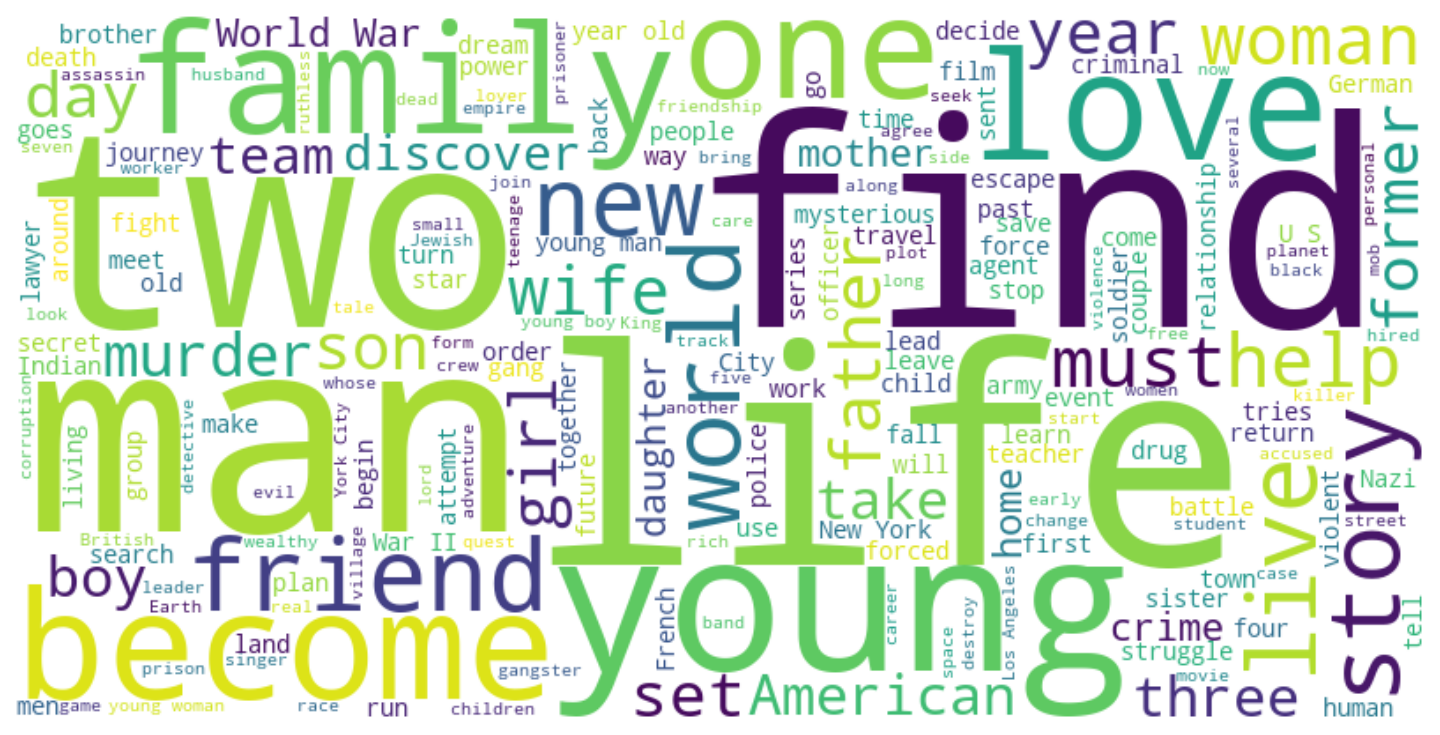 brother
World War
family
one
year old
decide
year
woman
death
assassin
husband
ruthless
dream
power
prisoner
go
film
criminal
now
German
day
dead
lover
empire
friendship
back
people
time
seek
sent
love
goes
seven
journey
worker
team
discover
way
bring
agree
mother
side
several
former
two
join
new
care
along
escape
find
relationship
personal
lawyer
around
fight
small
Jewish
teenage
young man
mysterious
past
save
come
U S
planet
meet
old
turn
star
world
series
officer
father
travel
plot
force
agent
violence
soldier
couple
black
mob
look
tale
wife
long
stop
free
hired
young boy
King
track
secret
Indian
murder
son
form
crew
order
gang
City
five
life
lead
leave
must
help
man
whose
girl
together
daughter
another
work
child
army
event
women
killer
corruption
living
group
detective
make
York City
begin
lord
attempt
adventure
future
police
fall
will
start
learn
teacher
drug
tries
return
accused
story
evil
take
early
change
battle
student
live
violent
Nazi
street
British
search
wealthy
village
War II
quest
use
rich
New York
forced
home
first
boy
leader
Earth
friend
plan
real
young
town
case
sister
tell
become
land
singer
prison
gangster
French
band
career
space
destroy
Los Angeles
crime
four
struggle
movie
men
game
young woman
race
run
children
set
American
three
human